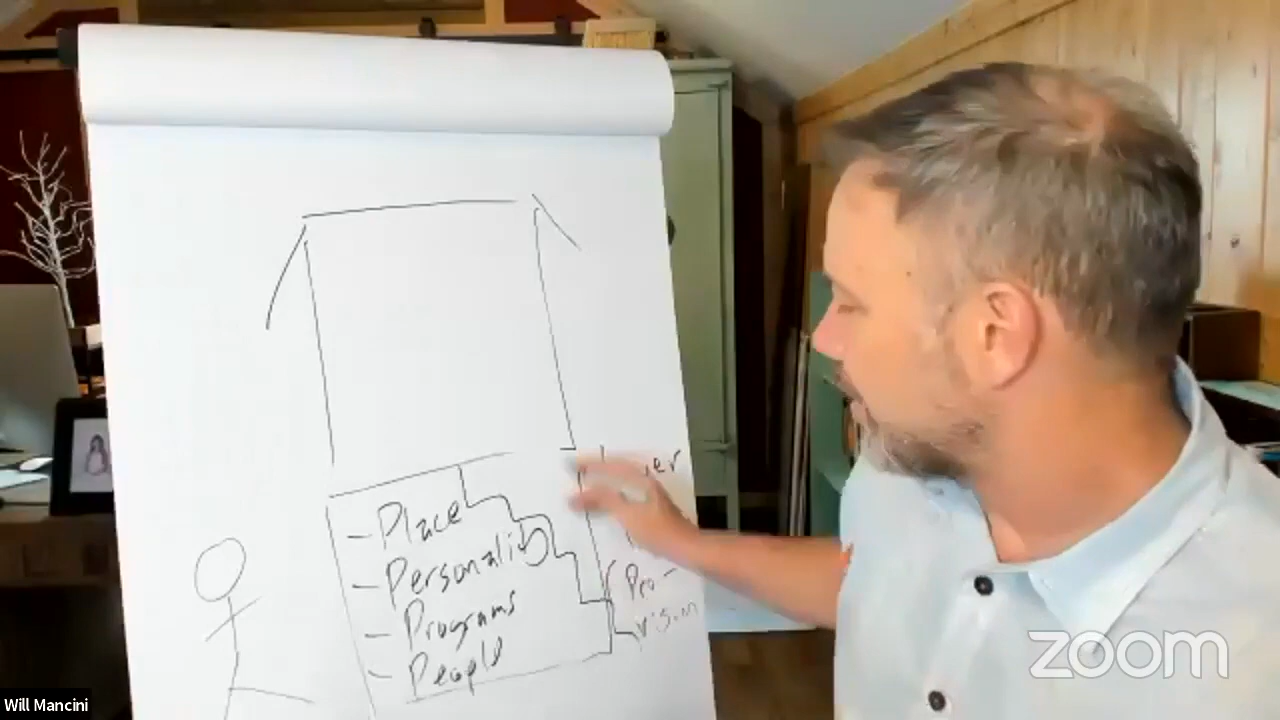 – Place
– Personality
– Programs
– People
Pro-
vision
zoom
Will Mancini